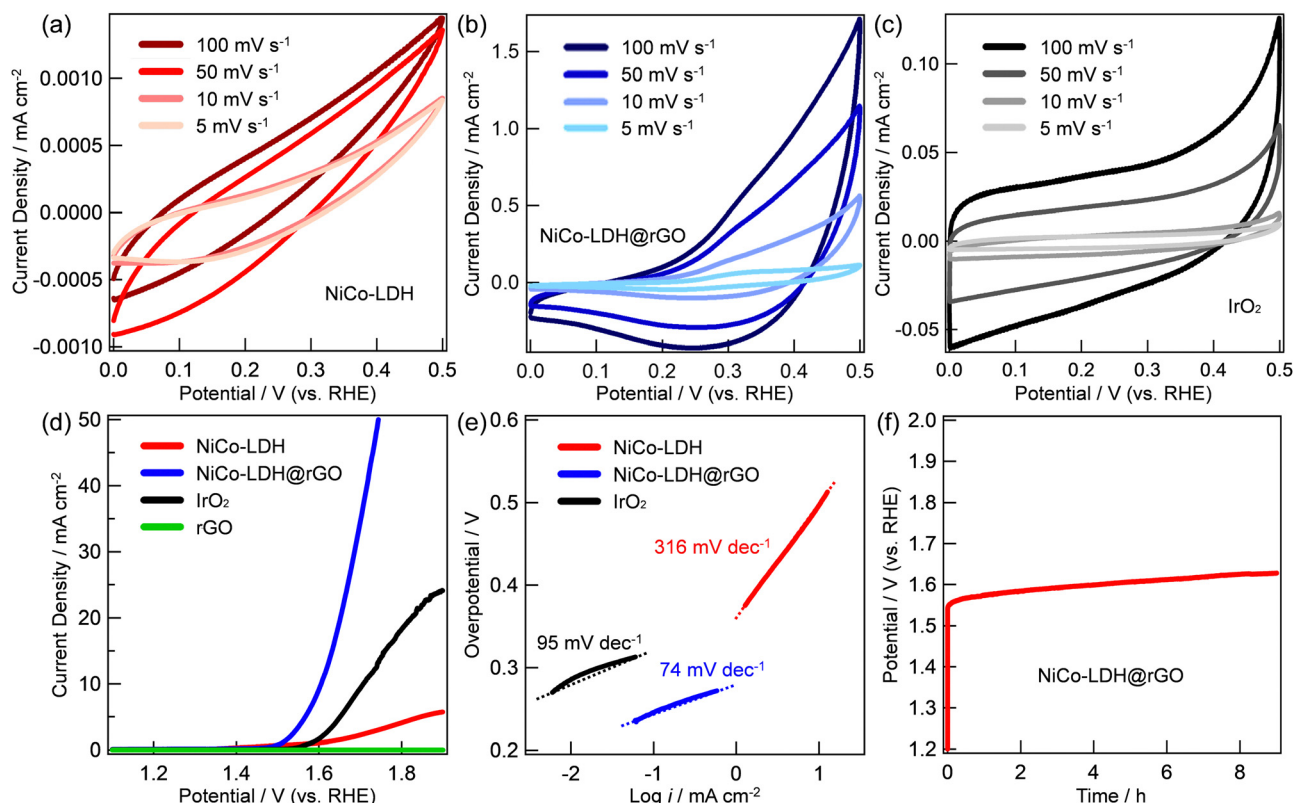 (a)
100 mV s⁻¹
50 mV s⁻¹
10 mV s⁻¹
5 mV s⁻¹
NiCo-LDH
Current Density / mA cm⁻²
0.0010
0.0005
0.0000
-0.0005
-0.0010
0.0 0.1 0.2 0.3 0.4 0.5
Potential / V (vs. RHE)
(b)
100 mV s⁻¹
50 mV s⁻¹
10 mV s⁻¹
5 mV s⁻¹
NiCo-LDH@rGO
Current Density / mA cm⁻²
1.5
1.0
0.5
0.0
0.0 0.1 0.2 0.3 0.4 0.5
Potential / V (vs. RHE)
(c)
100 mV s⁻¹
50 mV s⁻¹
10 mV s⁻¹
5 mV s⁻¹
IrO₂
Current Density / mA cm⁻²
0.10
0.05
0.00
-0.05
0.0 0.1 0.2 0.3 0.4 0.5
Potential / V (vs. RHE)
(d)
NiCo-LDH
NiCo-LDH@rGO
IrO₂
rGO
Current Density / mA cm⁻²
50
40
30
20
10
0
1.2 1.4 1.6 1.8
Potential / V (vs. RHE)
(e)
NiCo-LDH
NiCo-LDH@rGO
IrO₂
316 mV dec⁻¹
95 mV dec⁻¹
74 mV dec⁻¹
Overpotential / V
0.6
0.5
0.4
0.3
0.2
-2 -1 0 1
Log j / mA cm⁻²
(f)
Potential / V (vs. RHE)
2.0
1.9
1.8
1.7
1.6
1.5
1.4
1.3
1.2
NiCo-LDH@rGO
0 2 4 6 8
Time / h